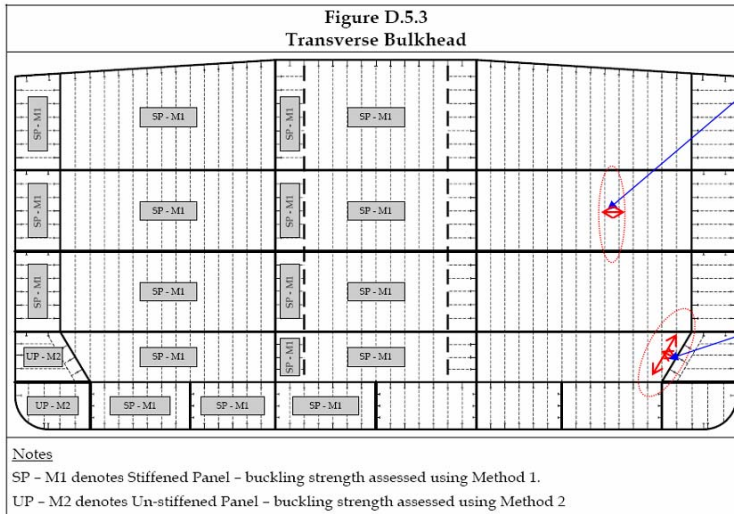 Figure D.5.3
Transverse Bulkhead
SP - M1
SP - M1
SP - M1
SP - M1
SP - M1
SP - M1
SP - M1
SP - M1
SP - M1
SP - M1
SP - M1
SP - M1
UP - M2
SP - M1
SP - M1
SP - M1
UP - M2
SP - M1
SP - M1
SP - M1
Notes
SP – M1 denotes Stiffened Panel – buckling strength assessed using Method 1.
UP – M2 denotes Un-stiffened Panel – buckling strength assessed using Method 2